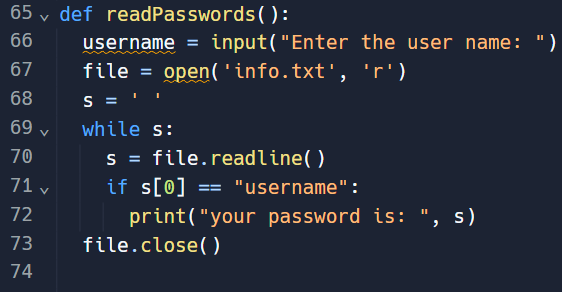 65 def readPasswords():
66 username = input("Enter the user name: ")
67 file = open('info.txt', 'r')
68 s = ' '
69 while s:
70 s = file.readline()
71 if s[0] == "username":
72 print("your password is: ", s)
73 file.close()
74